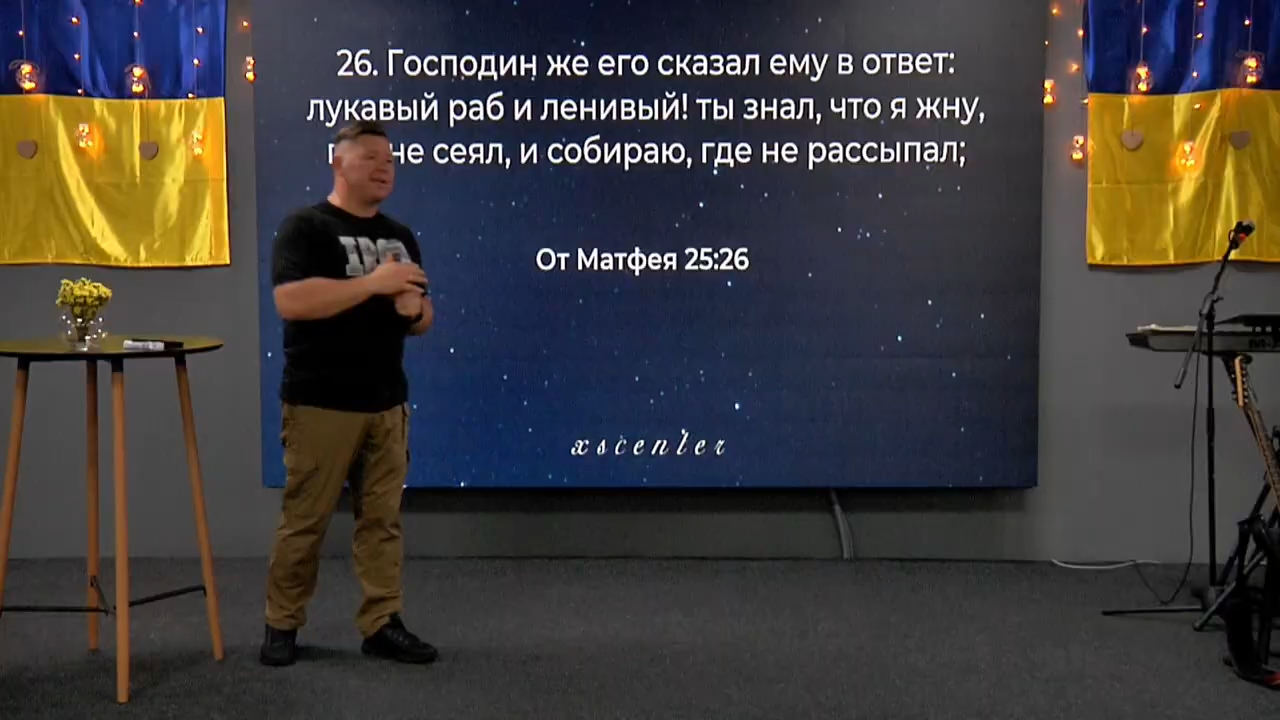 26. Господин же его сказал ему в ответ:
лукавый раб и ленивый! ты знал, что я жну,
не сеял, и собираю, где не рассыпал;
От Матфея 25:26
xscenter